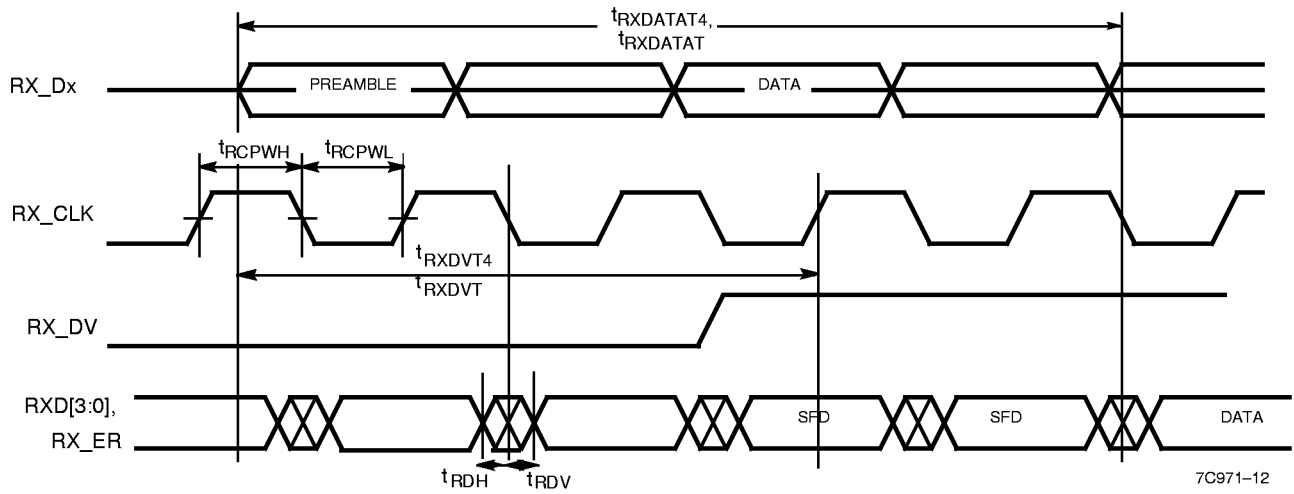 tRXDATAT4,
tRXDATAT
RX_Dx
PREAMBLE
DATA
tRCPWH
tRCPWL
RX_CLK
tRXDVT4
tRXDVT
RX_DV
RXD[3:0],
RX_ER
SFD
SFD
DATA
tRDH
tRDV
7C971–12